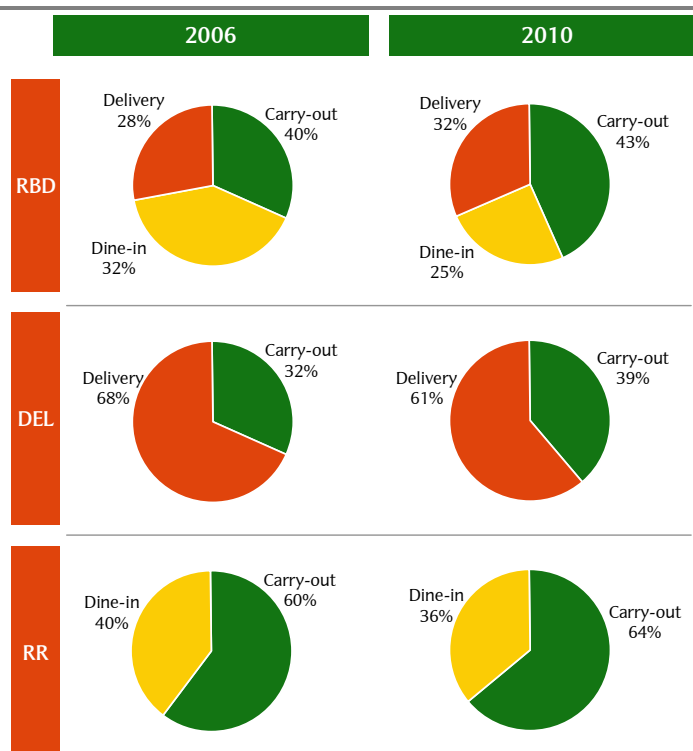 2006
2010
RBD
Delivery
28%
Carry-out
40%
Dine-in
32%
Delivery
32%
Carry-out
43%
Dine-in
25%
DEL
Delivery
68%
Carry-out
32%
Delivery
61%
Carry-out
39%
RR
Dine-in
40%
Carry-out
60%
Dine-in
36%
Carry-out
64%